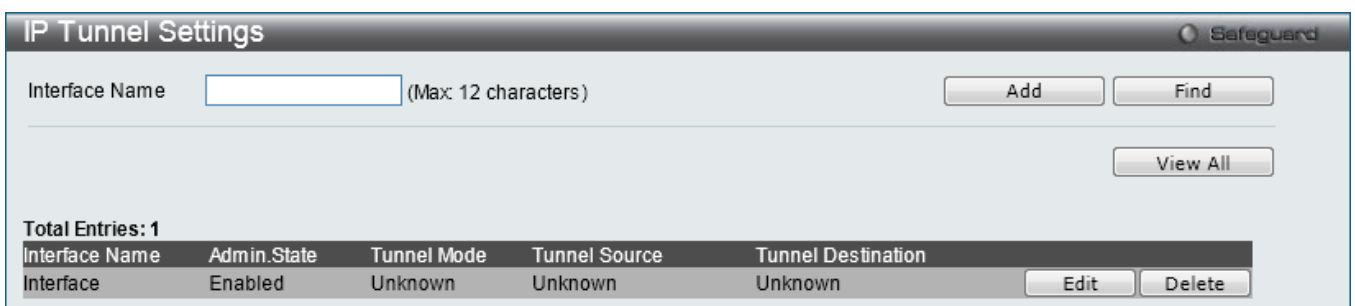 IP Tunnel Settings Safeguard
Interface Name (Max: 12 characters) Add Find
View All
Total Entries: 1
Interface Name Admin.State Tunnel Mode Tunnel Source Tunnel Destination
Interface Enabled Unknown Unknown Unknown Edit Delete